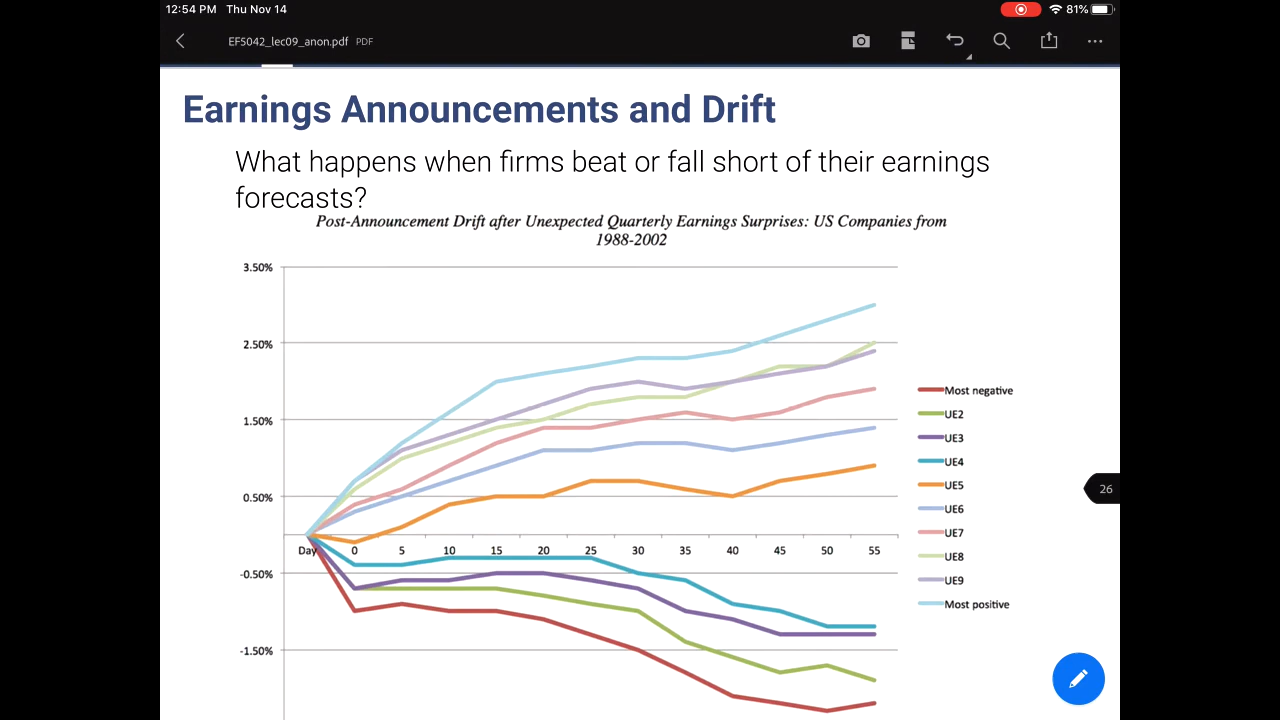 12:54 PM Thu Nov 14
81%
EF5042_lec09_anon.pdf PDF
Earnings Announcements and Drift
What happens when firms beat or fall short of their earnings
forecasts?
Post-Announcement Drift after Unexpected Quarterly Earnings Surprises: US Companies from
1988-2002
3.50%
2.50%
1.50%
0.50%
-0.50%
-1.50%
Day 0 5 10 15 20 25 30 35 40 45 50 55
Most negative
UE2
UE3
UE4
UE5
UE6
UE7
UE8
UE9
Most positive
26